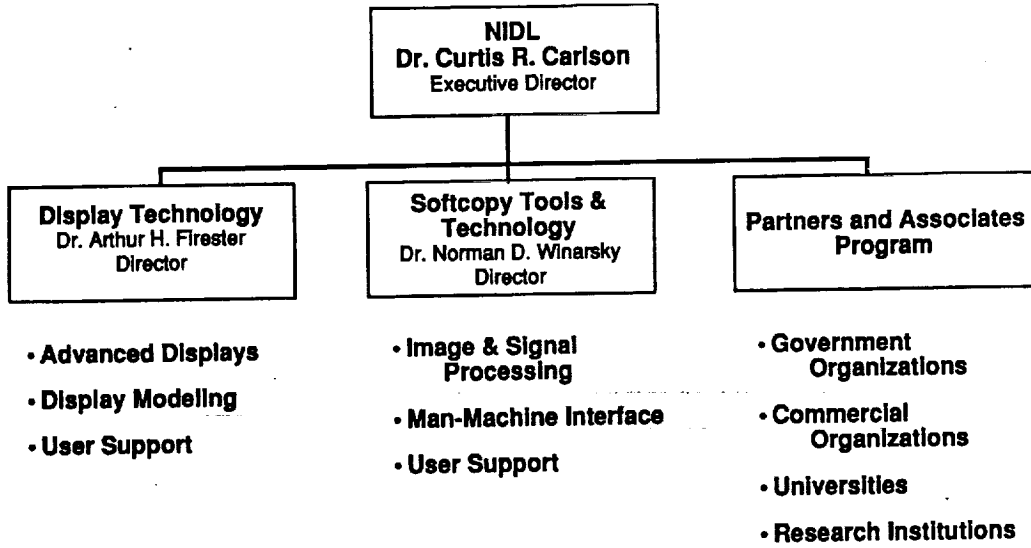 NIDL
Dr. Curtis R. Carlson
Executive Director
Display Technology
Dr. Arthur H. Firester
Director
Softcopy Tools &
Technology
Dr. Norman D. Winarsky
Director
Partners and Associates
Program
• Advanced Displays
• Display Modeling
• User Support
• Image & Signal
Processing
• Man-Machine Interface
• User Support
• Government
Organizations
• Commercial
Organizations
• Universities
• Research Institutions